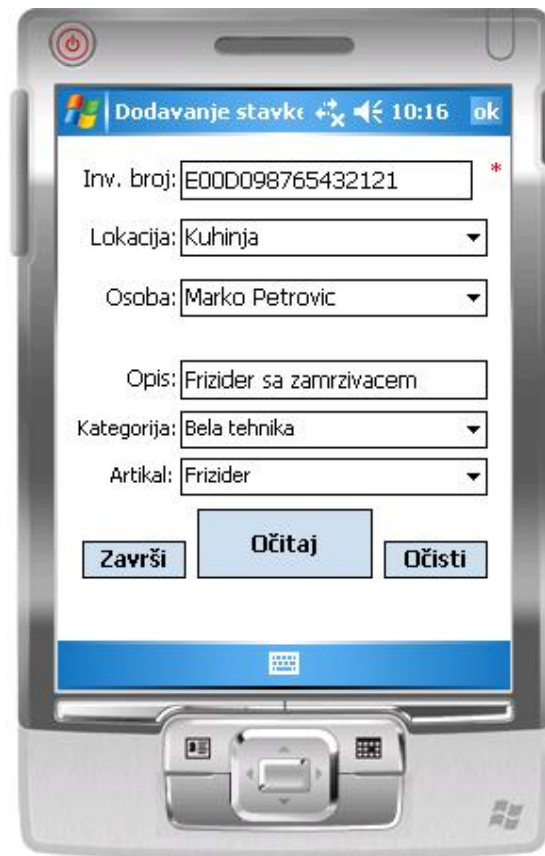 Dodavanje stavke 10:16 ok
Inv. broj: E00D098765432121 *
Lokacija: Kuhinja
Osoba: Marko Petrovic
Opis: Frizider sa zamrzivacem
Kategorija: Bela tehnika
Artikal: Frizider
Završi Očitaj Očisti